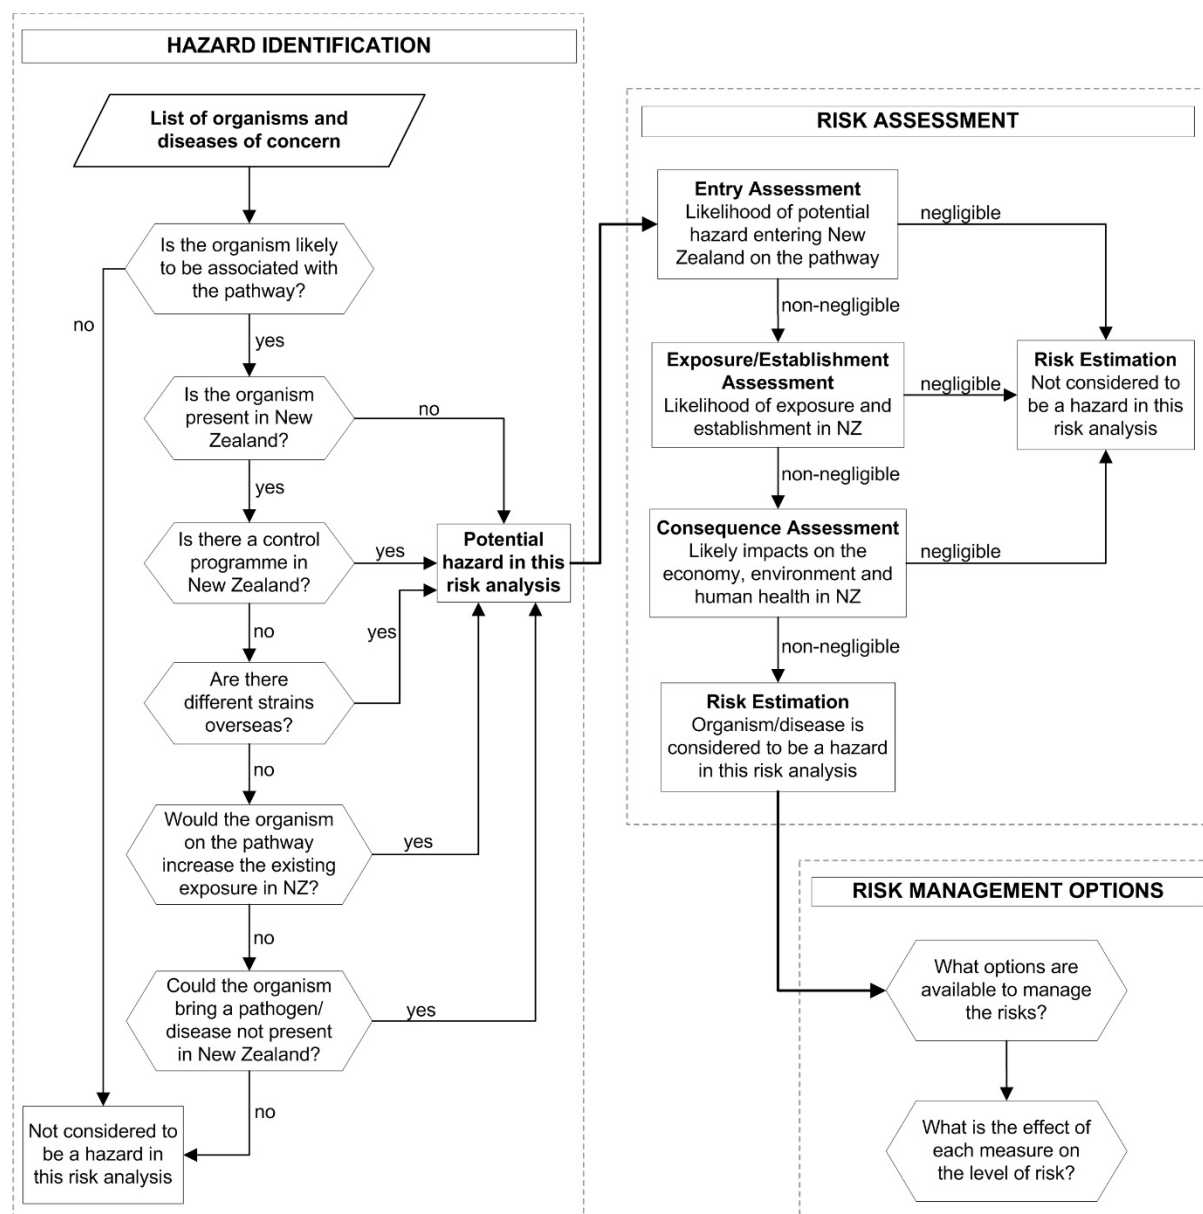 HAZARD IDENTIFICATION
List of organisms and
diseases of concern
Is the organism likely
to be associated with
the pathway?
no
yes
Is the organism
present in New
Zealand?
no
yes
Is there a control
programme in
New Zealand?
yes
no
Are there
different strains
overseas?
yes
no
Would the organism
on the pathway
increase the existing
exposure in NZ?
yes
no
Could the organism
bring a pathogen/
disease not present
in New Zealand?
yes
no
Not considered to
be a hazard in
this risk analysis
Potential
hazard in this
risk analysis
RISK ASSESSMENT
Entry Assessment
Likelihood of potential
hazard entering New
Zealand on the pathway
negligible
non-negligible
Exposure/Establishment
Assessment
Likelihood of exposure and
establishment in NZ
negligible
non-negligible
Consequence Assessment
Likely impacts on the
economy, environment and
human health in NZ
negligible
non-negligible
Risk Estimation
Not considered to
be a hazard in this
risk analysis
Risk Estimation
Organism/disease is
considered to be a hazard
in this risk analysis
RISK MANAGEMENT OPTIONS
What options are
available to manage
the risks?
What is the effect of
each measure on
the level of risk?